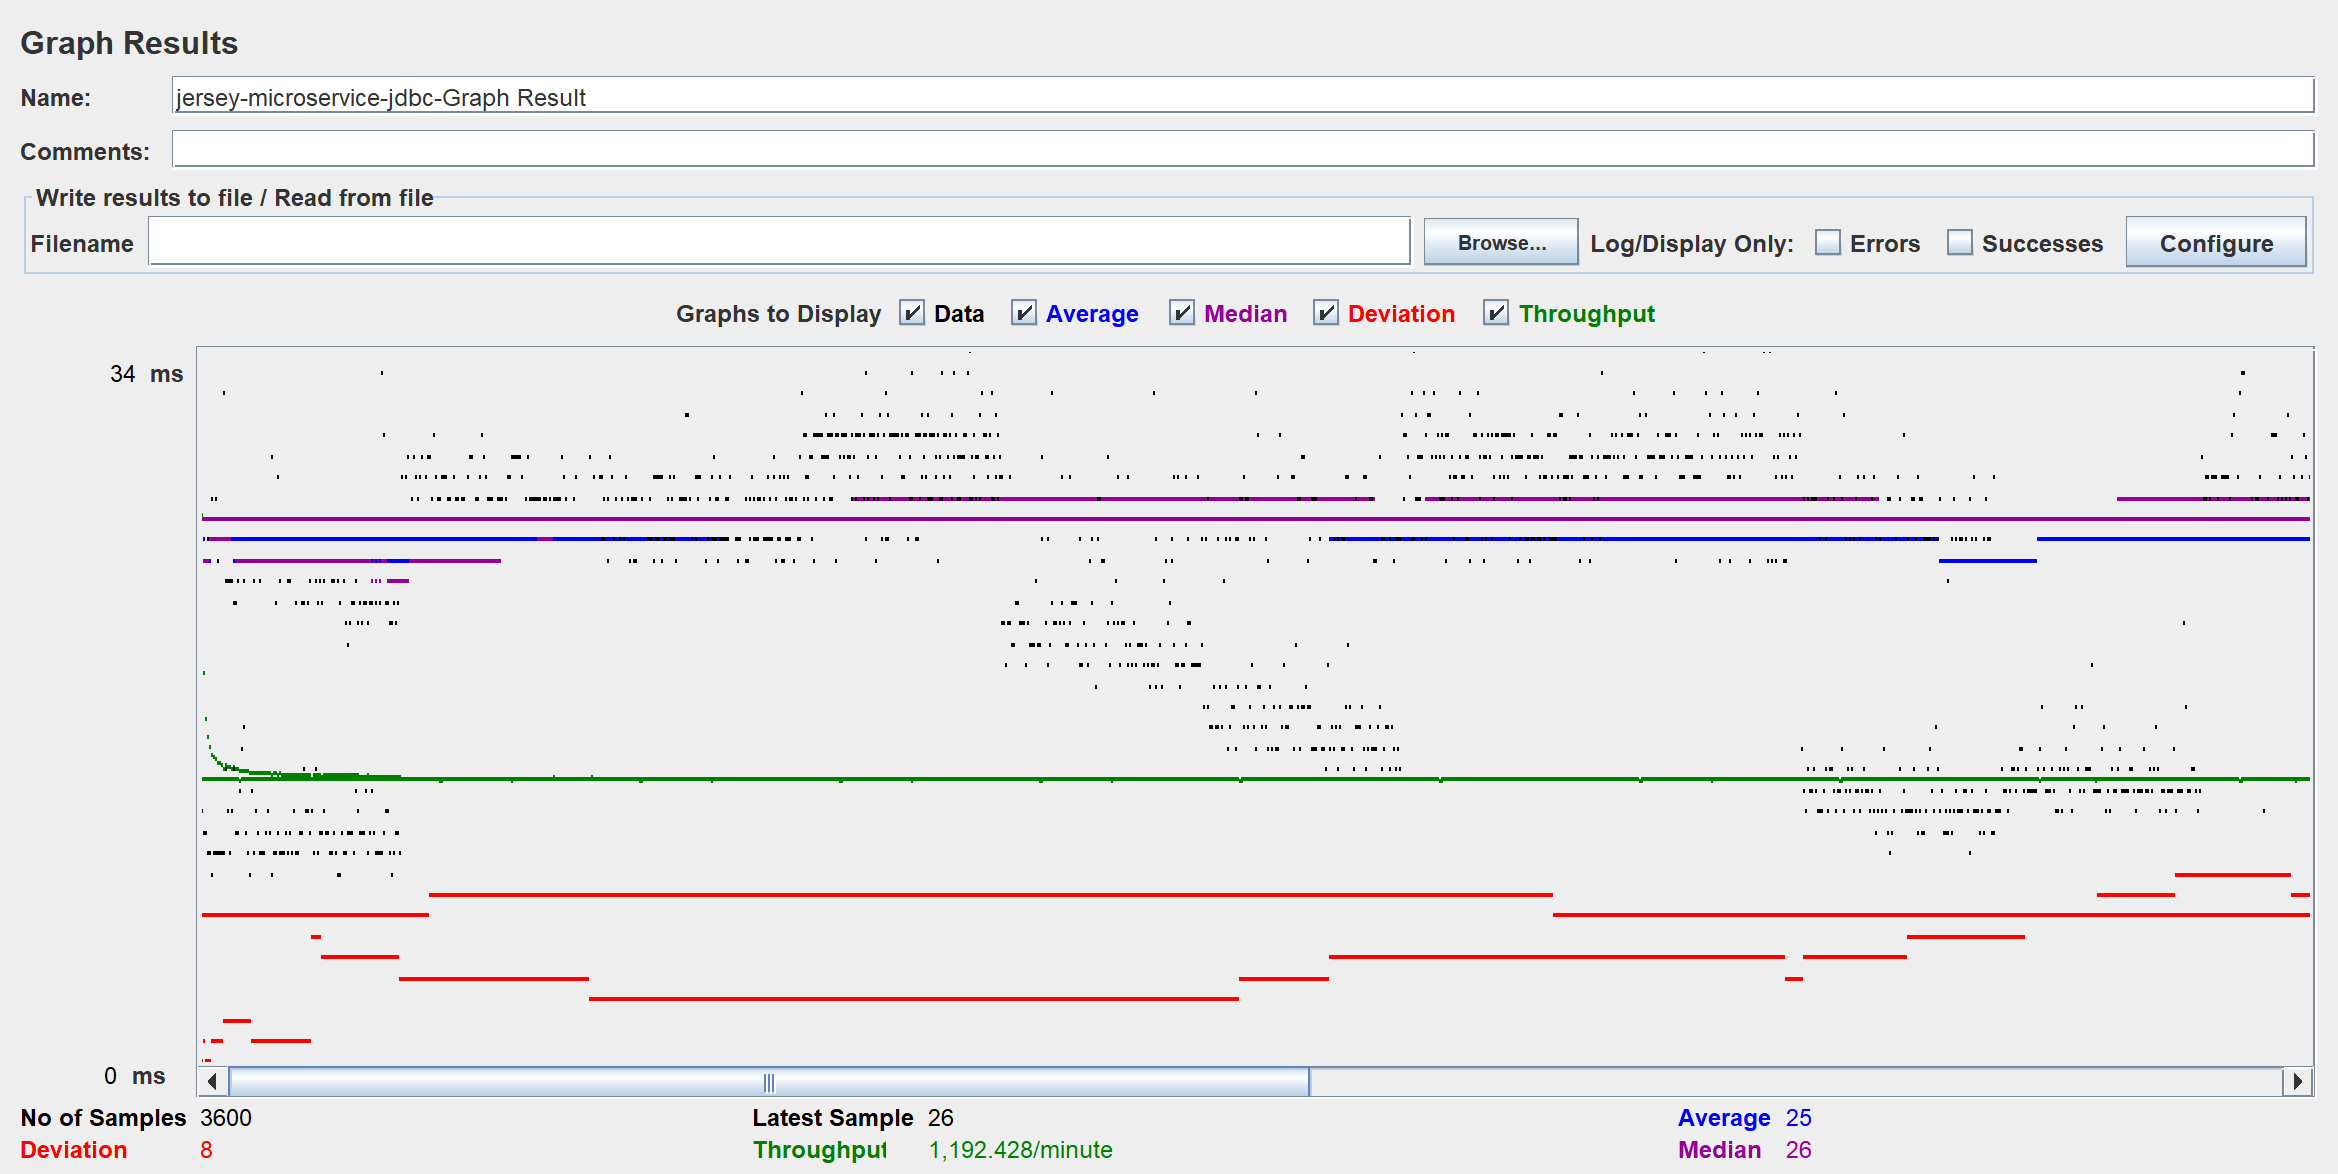 Graph Results
Name: jersey-microservice-jdbc-Graph Result
Comments:
Write results to file / Read from file
Filename Browse... Log/Display Only: Errors Successes Configure
Graphs to Display Data Average Median Deviation Throughput
34 ms
0 ms
No of Samples 3600 Latest Sample 26 Average 25
Deviation 8 Throughput 1,192.428/minute Median 26